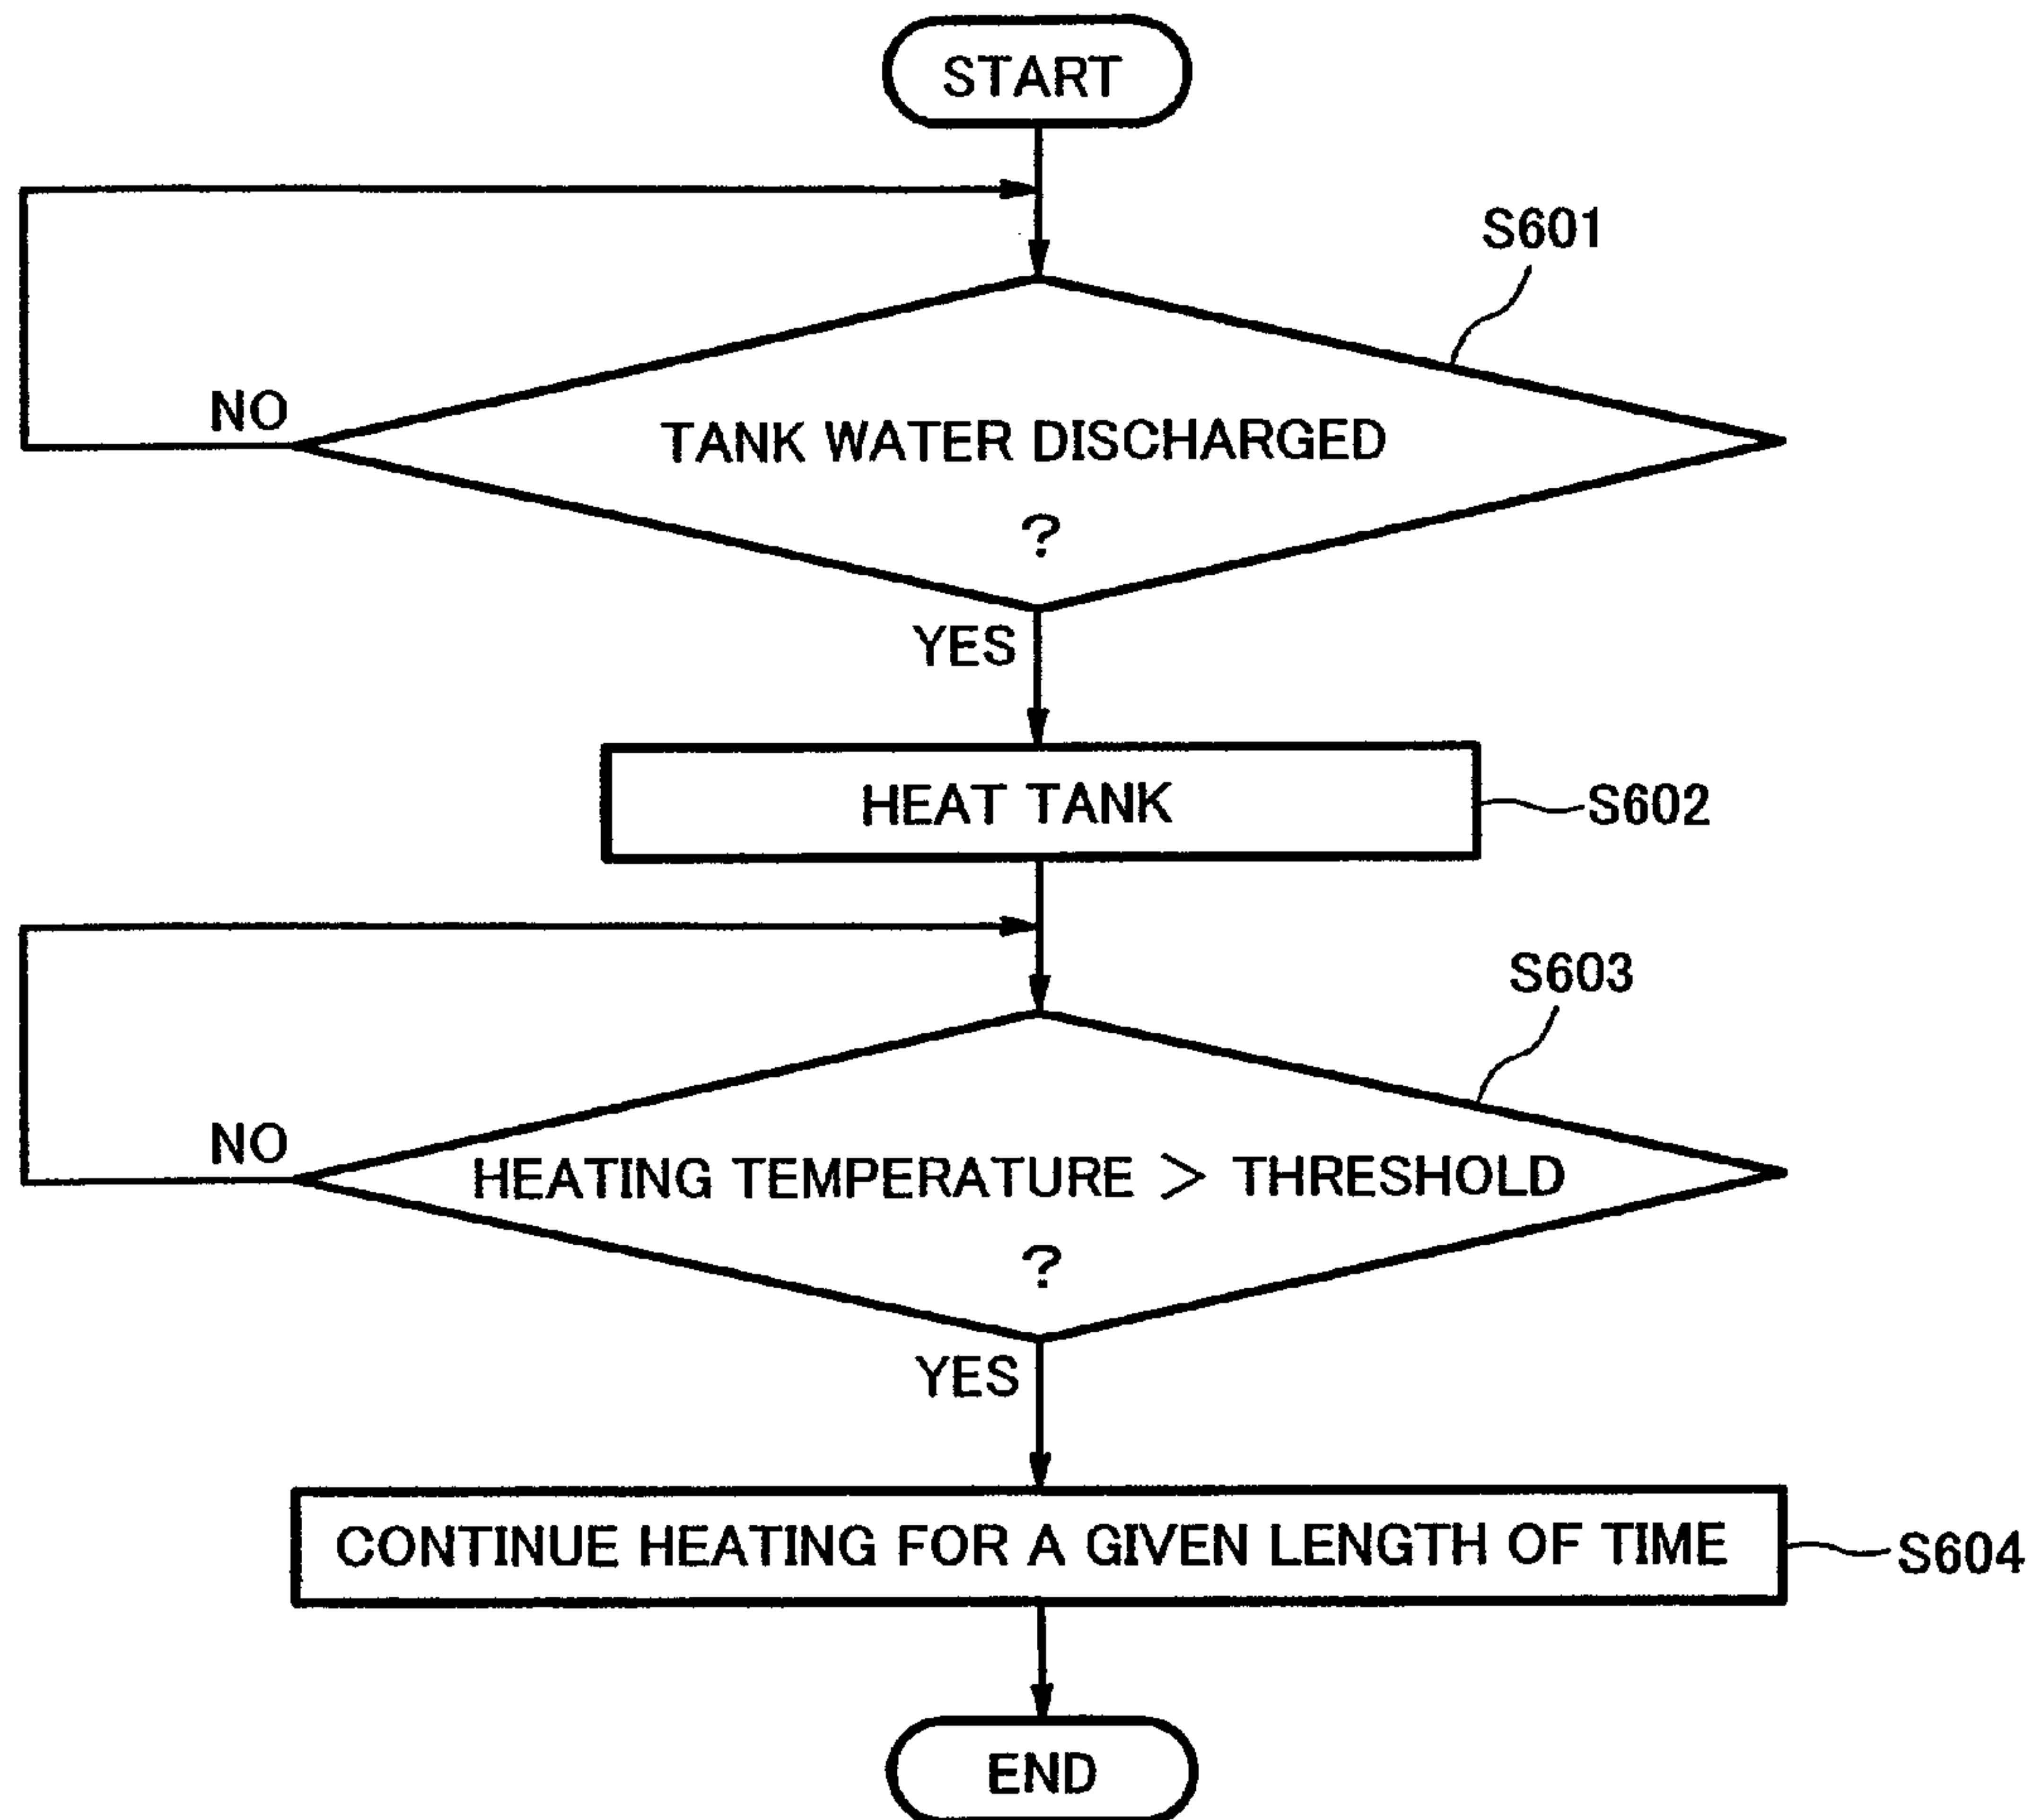 START
S601
NO
TANK WATER DISCHARGED
?
YES
HEAT TANK
S602
S603
NO
HEATING TEMPERATURE > THRESHOLD
?
YES
CONTINUE HEATING FOR A GIVEN LENGTH OF TIME
S604
END